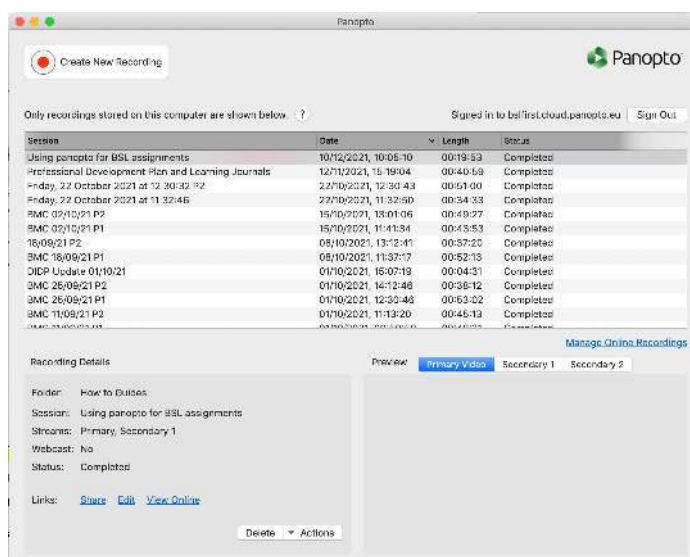 Panopto
Create New Recording
Panopto
Only recordings stored on this computer are shown below. ?
Signed in to bslfirst.cloud.panopto.eu Sign Out
Session Date Length Status
Using panopto for BSL assignments 10/12/2021, 10:05:10 00:19:53 Completed
Professional Development Plan and Learning Journals 12/11/2021, 15:19:04 00:40:59 Completed
Friday, 22 October 2021 at 12:30:32 P2 22/10/2021, 12:30:43 00:51:00 Completed
Friday, 22 October 2021 at 11:32:46 22/10/2021, 11:32:50 00:34:33 Completed
BMC 02/10/21 P2 15/10/2021, 13:01:06 00:49:27 Completed
BMC 02/10/21 P1 15/10/2021, 11:41:34 00:43:53 Completed
18/09/21 P2 08/10/2021, 13:12:41 00:37:20 Completed
BMC 18/09/21 P1 08/10/2021, 11:37:17 00:52:13 Completed
DIDP Update 01/10/21 01/10/2021, 15:07:19 00:04:31 Completed
BMC 25/09/21 P2 01/10/2021, 14:12:46 00:38:12 Completed
BMC 25/09/21 P1 01/10/2021, 12:30:46 00:53:02 Completed
BMC 11/09/21 P2 01/10/2021, 11:13:20 00:45:13 Completed
Manage Online Recordings
Recording Details
Preview Primary Video Secondary 1 Secondary 2
Folder: How to Guides
Session: Using panopto for BSL assignments
Streams: Primary, Secondary 1
Webcast: No
Status: Completed
Links: Share Edit View Online
Delete Actions